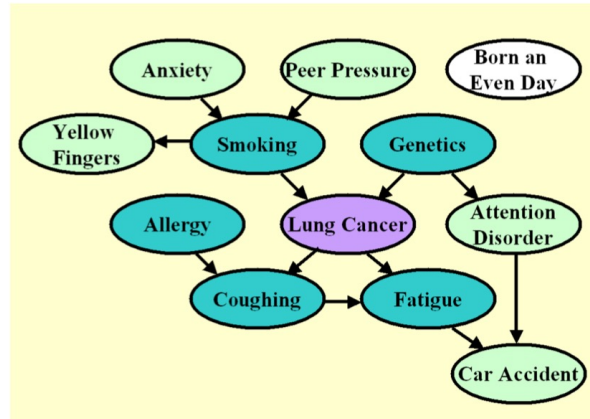 Anxiety
Peer Pressure
Born an
Even Day
Yellow
Fingers
Smoking
Genetics
Allergy
Lung Cancer
Attention
Disorder
Coughing
Fatigue
Car Accident